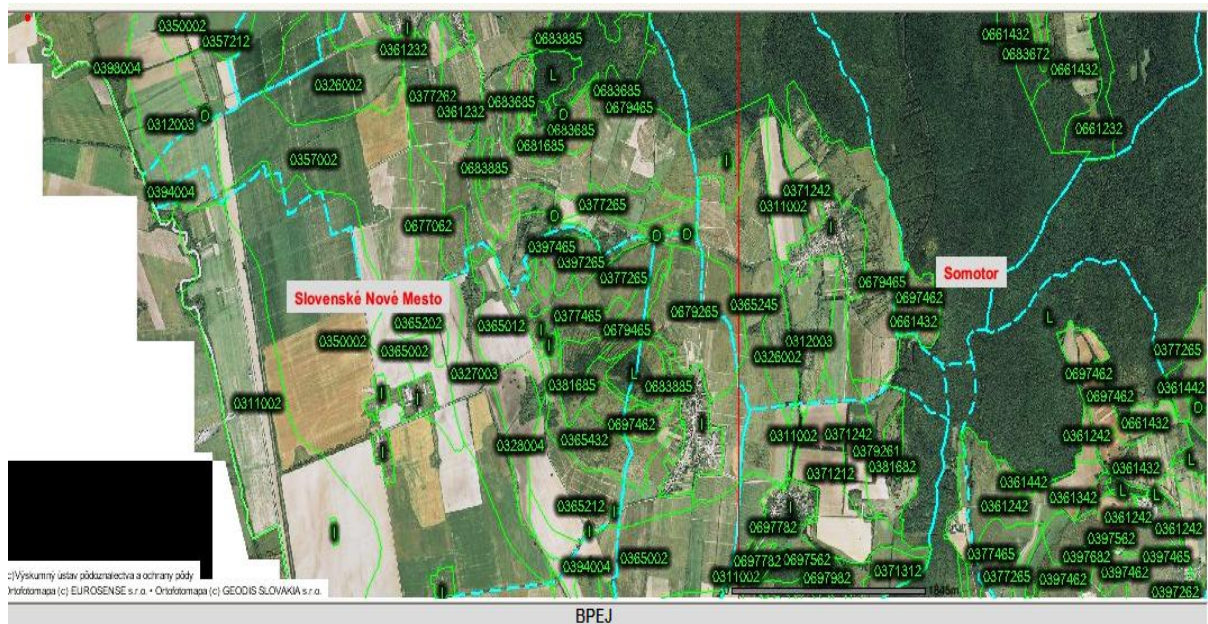 0350002
0357212
0361232
0683885
0661432
0683672
0661432
0398004
0326002
0377262
0361232
0683685
L
0683685
0679465
0312003
O
O
0683685
0681685
0661232
0357002
0683885
I
0371242
0311002
0394004
0377265
O
0677062
O
O
I
0397465
0397265
0377265
0679465
Somotor
Slovenské Nové Mesto
0697462
0377465
0679265
0365245
0661432
L
0365202
0365012
0350002
0679465
0312003
0326002
0365002
I
I
0377265
0327003
L
0697462
0381685
0683885
0361442
0311002
I
I
0697462
0697462
O
I
0661432
0365432
0311002
0371242
0361242
0328004
0379261
I
0371212
0381682
0361432
L
0361442
0361242
0361342
L
L
0365212
L
I
0361242
0361242
I
I
0697782
0397562
0394004
0365002
0697782
0697562
0377465
0397682
0397465
0311002
0697982
0371312
0377265
0397462
0397462
I
0397262
(c)Výskumný ústav pôdoznalectva a ochrany pôdy
Ortofotomapa (c) EUROSENSE s.r.o. • Ortofotomapa (c) GEODIS SLOVAKIA s.r.o.
0
1845m
BPEJ